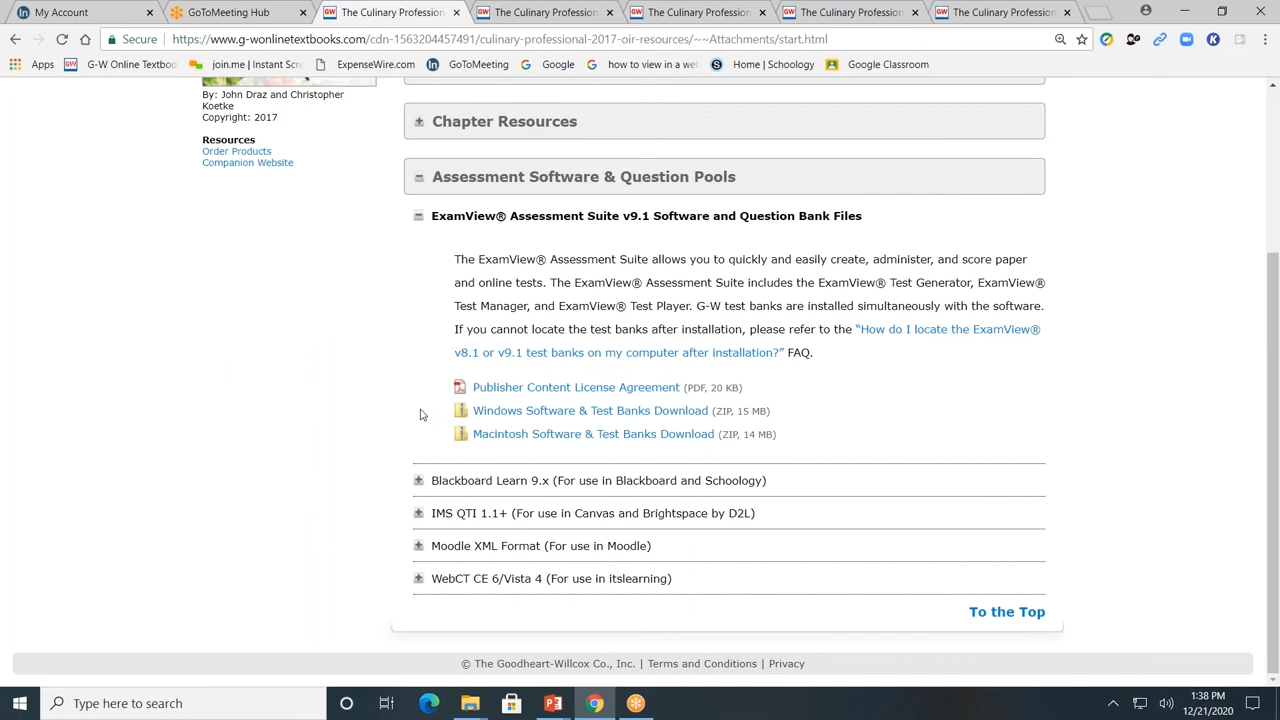 My Account
GoToMeeting Hub
The Culinary Profession
The Culinary Profession
The Culinary Profession
The Culinary Profession
The Culinary Profession
Secure
https://www.g-wonlinetextbooks.com/cdn-1563204457491/culinary-professional-2017-oir-resources/~~Attachments/start.html
Apps
G-W Online Textboo
join.me | Instant Scre
ExpenseWire.com
GoToMeeting
Google
how to view in a we
Home | Schoology
Google Classroom
By: John Draz and Christopher
Koetke
Copyright: 2017
Resources
Order Products
Companion Website
Chapter Resources
Assessment Software & Question Pools
ExamView® Assessment Suite v9.1 Software and Question Bank Files
The ExamView® Assessment Suite allows you to quickly and easily create, administer, and score paper
and online tests. The ExamView® Assessment Suite includes the ExamView® Test Generator, ExamView®
Test Manager, and ExamView® Test Player. G-W test banks are installed simultaneously with the software.
If you cannot locate the test banks after installation, please refer to the “How do I locate the ExamView®
v8.1 or v9.1 test banks on my computer after installation?” FAQ.
Publisher Content License Agreement (PDF, 20 KB)
Windows Software & Test Banks Download (ZIP, 15 MB)
Macintosh Software & Test Banks Download (ZIP, 14 MB)
Blackboard Learn 9.x (For use in Blackboard and Schoology)
IMS QTI 1.1+ (For use in Canvas and Brightspace by D2L)
Moodle XML Format (For use in Moodle)
WebCT CE 6/Vista 4 (For use in itslearning)
To the Top
© The Goodheart-Willcox Co., Inc. | Terms and Conditions | Privacy
Type here to search
1:38 PM
12/21/2020